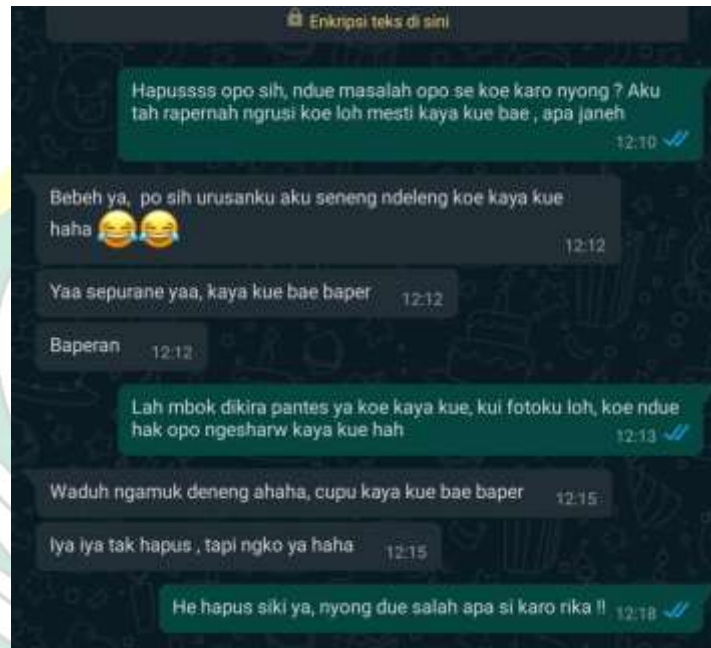 Enkripsi teks di sini
Hapussss opo sih, ndue masalah opo se koe karo nyong ? Aku
tah rapernah ngrusi koe loh mesti kaya kue bae , apa janeh
12:10
Bebeh ya, po sih urusanku aku seneng ndeleng koe kaya kue
haha 😂😂
12:12
Yaa sepurane yaa, kaya kue bae baper 12:12
Baperan 12:12
Lah mbok dikira pantes ya koe kaya kue, kui fotoku loh, koe ndue
hak opo ngesharw kaya kue hah 12:13
Waduh ngamuk deneng ahaha, cupu kaya kue bae baper 12:15
Iya iya tak hapus , tapi ngko ya haha 12:15
He hapus siki ya, nyong due salah apa si karo rika !! 12:18